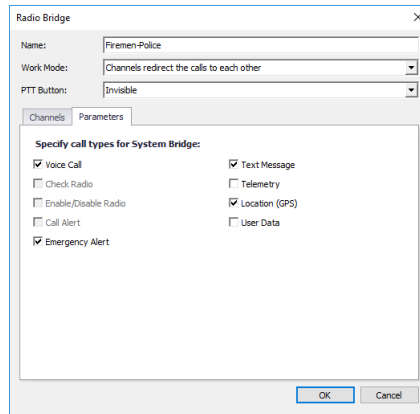 Radio Bridge
Name: Firemen-Police
Work Mode: Channels redirect the calls to each other
PTT Button: Invisible
Channels Parameters
Specify call types for System Bridge:
Voice Call Text Message
Check Radio Telemetry
Enable/Disable Radio Location (GPS)
Call Alert User Data
Emergency Alert
OK Cancel